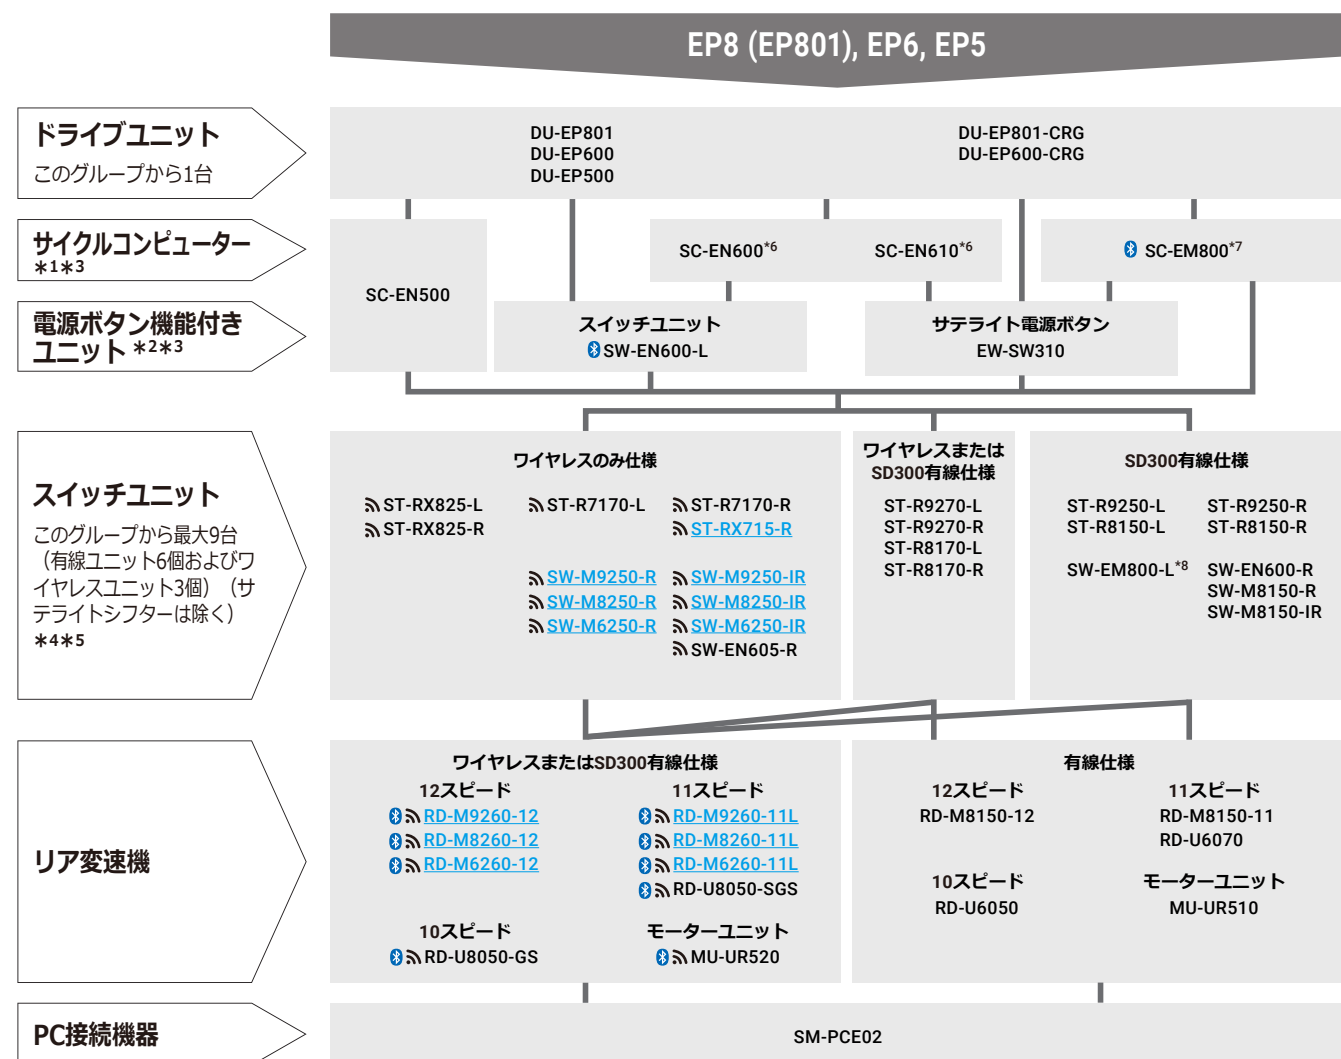 EP8 (EP801), EP6, EP5
ドライブユニット
このグループから1台
DU-EP801
DU-EP600
DU-EP500
DU-EP801-CRG
DU-EP600-CRG
サイクルコンピューター
*1*3
SC-EN500
SC-EN600*6
SC-EN610*6
SC-EM800*7
電源ボタン機能付き
ユニット *2*3
スイッチユニット
SW-EN600-L
サテライト電源ボタン
EW-SW310
スイッチユニット
このグループから最大9台
（有線ユニット6個およびワ
イヤレスユニット3個）（サ
テライトシフターは除く）
*4*5
ワイヤレスのみ仕様
ST-RX825-L
ST-RX825-R
ST-R7170-L
ST-R7170-R
ST-RX715-R
SW-M9250-R
SW-M8250-R
SW-M6250-R
SW-M9250-IR
SW-M8250-IR
SW-M6250-IR
SW-EN605-R
ワイヤレスまたは
SD300有線仕様
ST-R9270-L
ST-R9270-R
ST-R8170-L
ST-R8170-R
SD300有線仕様
ST-R9250-L
ST-R8150-L
SW-EM800-L*8
ST-R9250-R
ST-R8150-R
SW-EN600-R
SW-M8150-R
SW-M8150-IR
リア変速機
ワイヤレスまたはSD300有線仕様
12スピード
RD-M9260-12
RD-M8260-12
RD-M6260-12
11スピード
RD-M9260-11L
RD-M8260-11L
RD-M6260-11L
RD-U8050-SGS
10スピード
RD-U8050-GS
モーターユニット
MU-UR520
有線仕様
12スピード
RD-M8150-12
11スピード
RD-M8150-11
RD-U6070
10スピード
RD-U6050
モーターユニット
MU-UR510
PC接続機器
SM-PCE02